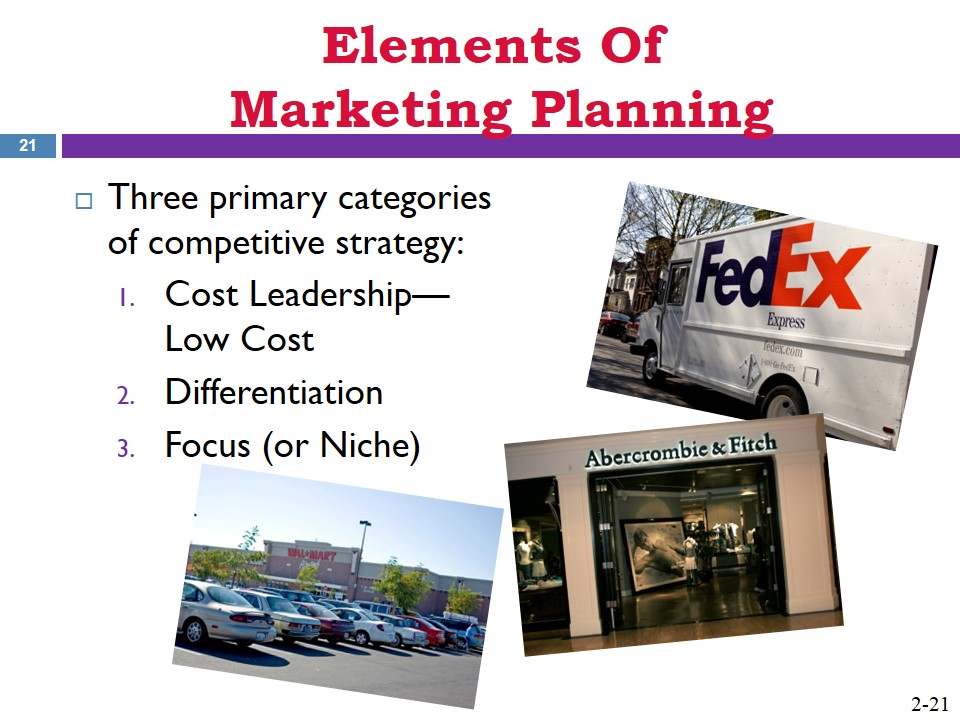 Elements Of
Marketing Planning
21
Three primary categories
of competitive strategy:
1. Cost Leadership—
Low Cost
2. Differentiation
3. Focus (or Niche)
FedEx
Express
fedex.com
Abercrombie & Fitch
WAL★MART
2-21